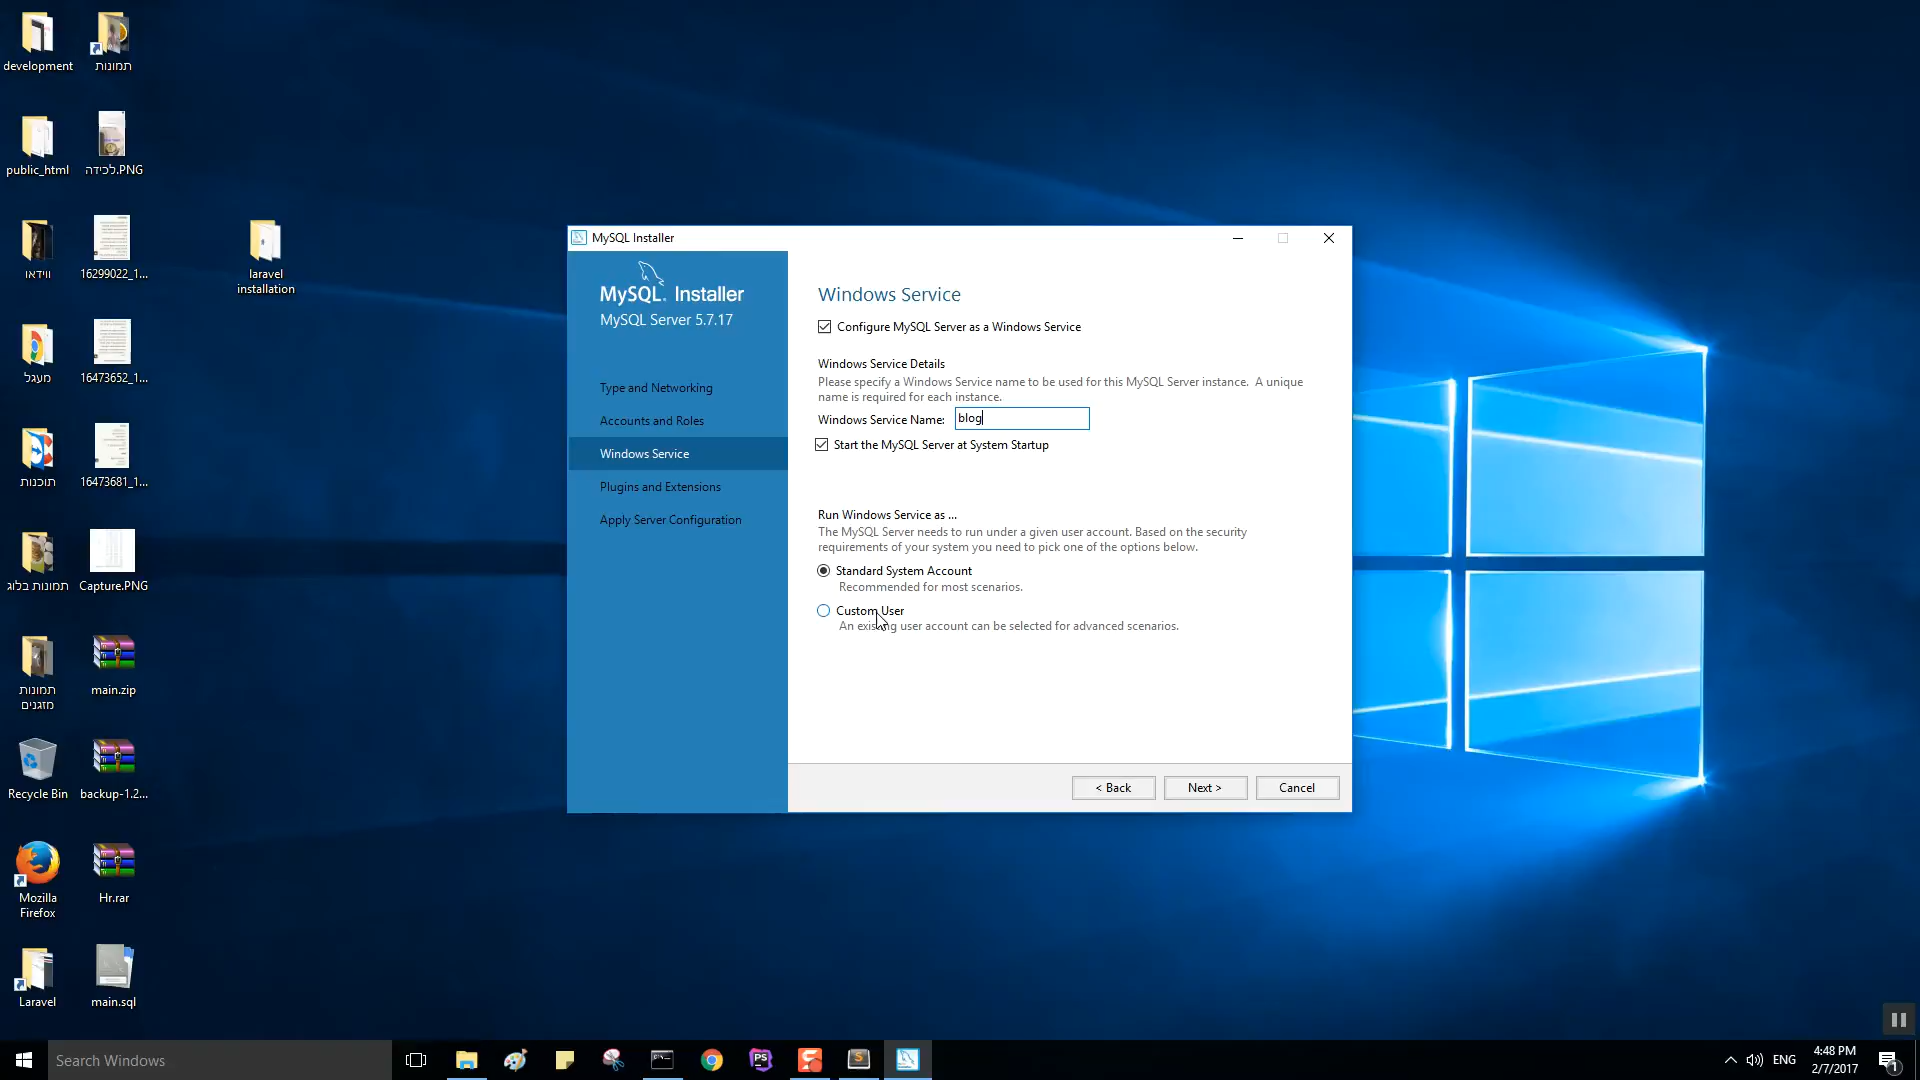 development
תמונות
public_html
לכידה.PNG
וידאו
16299022_1...
laravel
installation
מעגל
16473652_1...
תוכנות
16473681_1...
תמונות בלוג
Capture.PNG
תמונות
מזגנים
main.zip
Recycle Bin
backup-1.2...
Mozilla
Firefox
Hr.rar
Laravel
main.sql
MySQL Installer
MySQL. Installer
MySQL Server 5.7.17
Type and Networking
Accounts and Roles
Windows Service
Plugins and Extensions
Apply Server Configuration
Windows Service
Configure MySQL Server as a Windows Service
Windows Service Details
Please specify a Windows Service name to be used for this MySQL Server instance. A unique
name is required for each instance.
Windows Service Name: blog
Start the MySQL Server at System Startup
Run Windows Service as ...
The MySQL Server needs to run under a given user account. Based on the security
requirements of your system you need to pick one of the options below.
Standard System Account
Recommended for most scenarios.
Custom User
An existing user account can be selected for advanced scenarios.
< Back
Next >
Cancel
Search Windows
PS
S
ENG
4:48 PM
2/7/2017
1